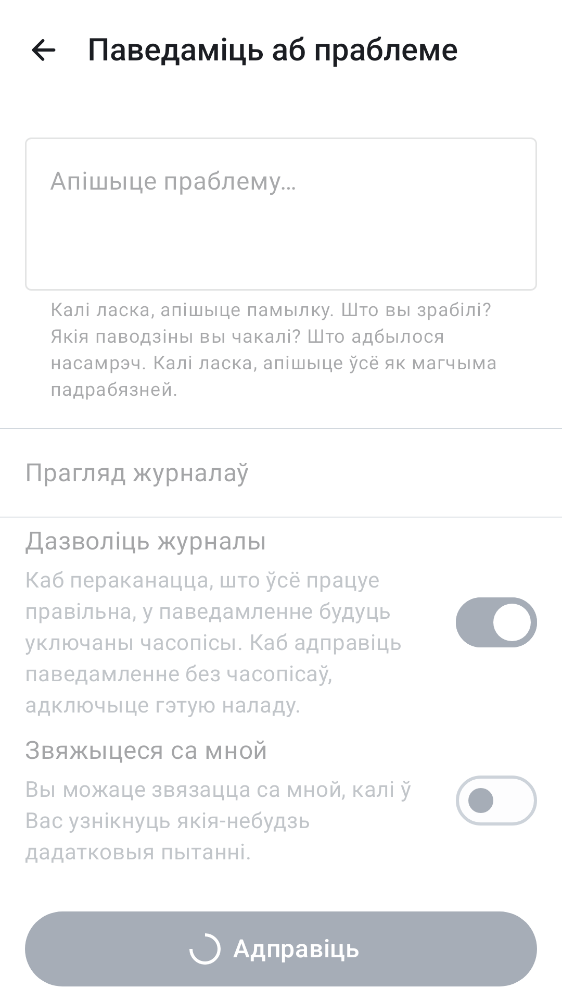 Паведаміць аб праблеме
Апішыце праблему...
Калі ласка, апішыце памылку. Што вы зрабілі?
Якія паводзіны вы чакалі? Што адбылося
насамрэч. Калі ласка, апішыце ўсё як магчыма
падрабязней.
Прагляд журналаў
Дазволіць журналы
Каб пераканацца, што ўсё працуе
правільна, у паведамленне будуць
уключаны часопісы. Каб адправіць
паведамленне без часопісаў,
адключыце гэтую наладу.
Звяжыцеся са мной
Вы можаце звязацца са мной, калі ў
Вас узнікнуць якія-небудзь
дадатковыя пытанні.
Адправіць